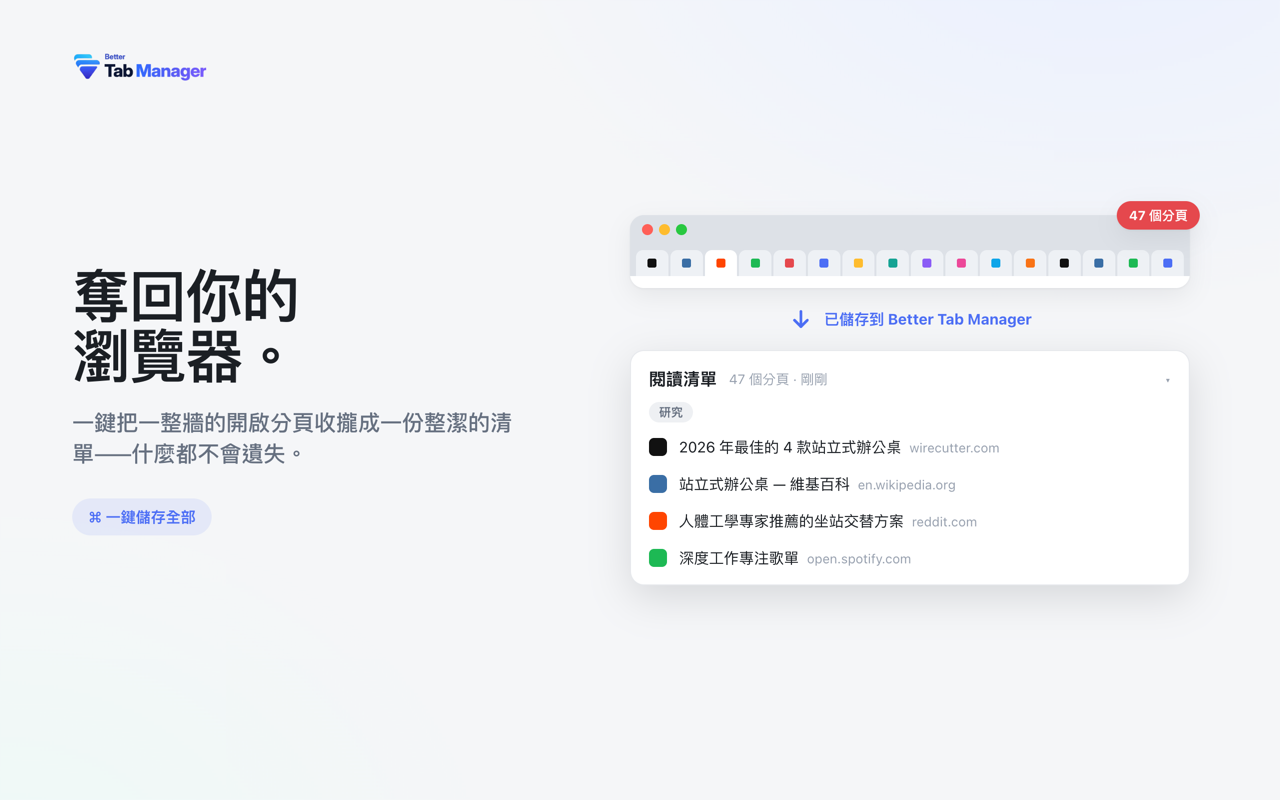 Better
Tab Manager
奪回你的
瀏覽器。
一鍵把一整牆的開啟分頁收攏成一份整潔的清
單——什麼都不會遺失。
⌘ 一鍵儲存全部
47 個分頁
已儲存到 Better Tab Manager
閱讀清單 47 個分頁 · 剛剛
研究
2026 年最佳的 4 款站立式辦公桌 wirecutter.com
站立式辦公桌 — 維基百科 en.wikipedia.org
人體工學專家推薦的坐站交替方案 reddit.com
深度工作專注歌單 open.spotify.com